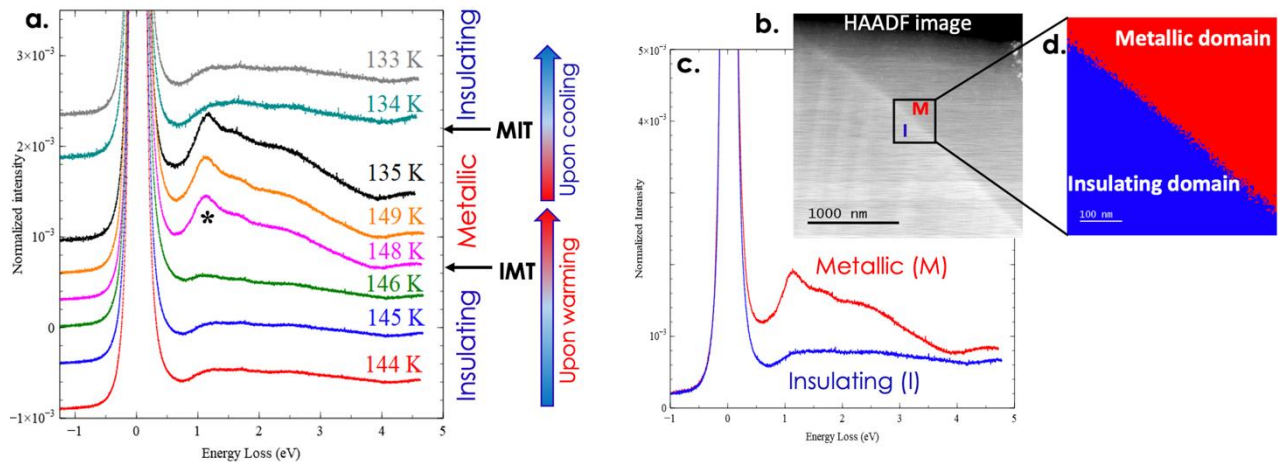 a.
Normalized intensity
3×10⁻³
2×10⁻³
10⁻³
0
−1×10⁻³
133 K
134 K
135 K
149 K
*
148 K
146 K
145 K
144 K
-1
0
1
2
3
4
5
Energy Loss (eV)
Insulating
Metallic
Insulating
MIT
IMT
Upon cooling
Upon warming
b.
HAADF image
M
I
1000 nm
c.
Normalized Intensity
5×10⁻³
4×10⁻³
10⁻³
0
Metallic (M)
Insulating (I)
-1
0
1
2
3
4
5
Energy Loss (eV)
d.
Metallic domain
Insulating domain
100 nm